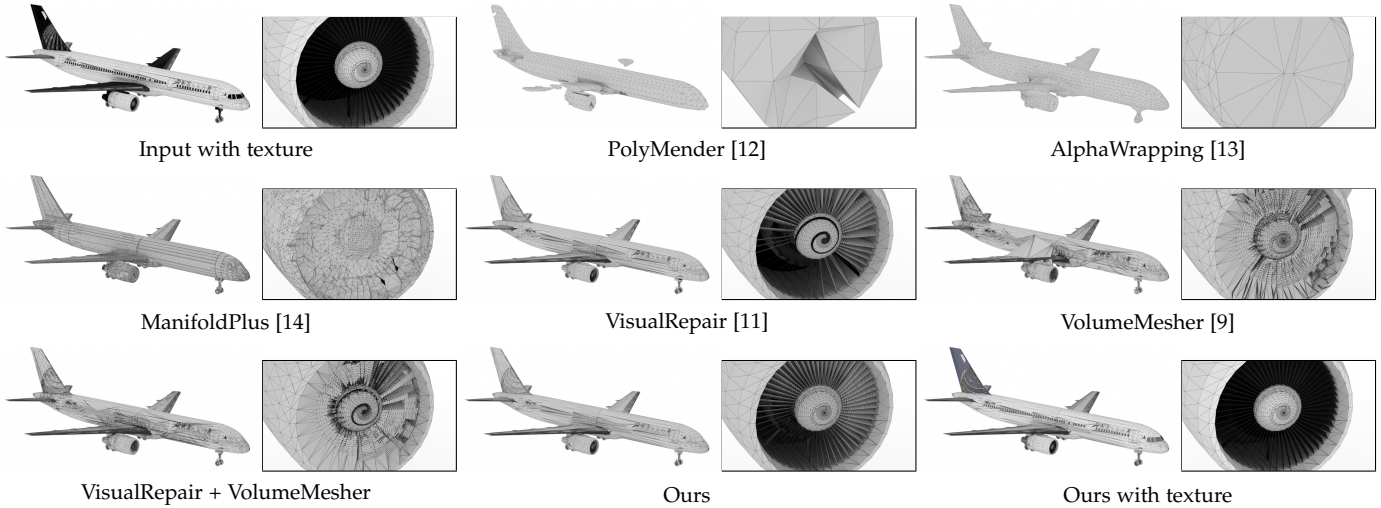 Input with texture
PolyMender [12]
AlphaWrapping [13]
ManifoldPlus [14]
VisualRepair [11]
VolumeMesher [9]
VisualRepair + VolumeMesher
Ours
Ours with texture